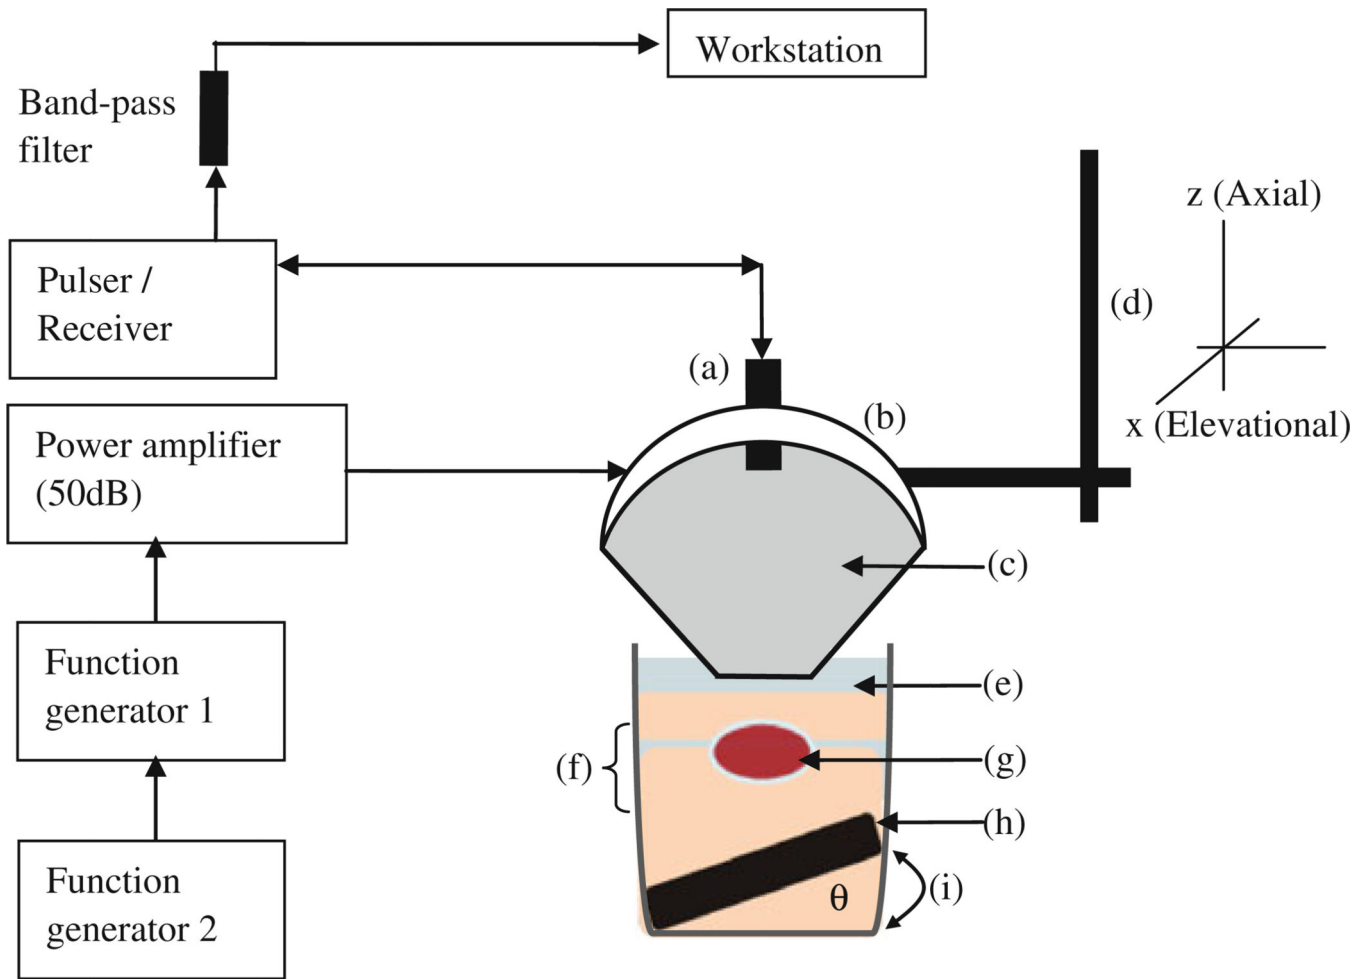 Workstation
Band-pass
filter
z (Axial)
Pulser /
Receiver
(d)
(a)
(b)
x (Elevational)
Power amplifier
(50dB)
(c)
Function
generator 1
(e)
(f)
(g)
(h)
Function
generator 2
θ
(i)